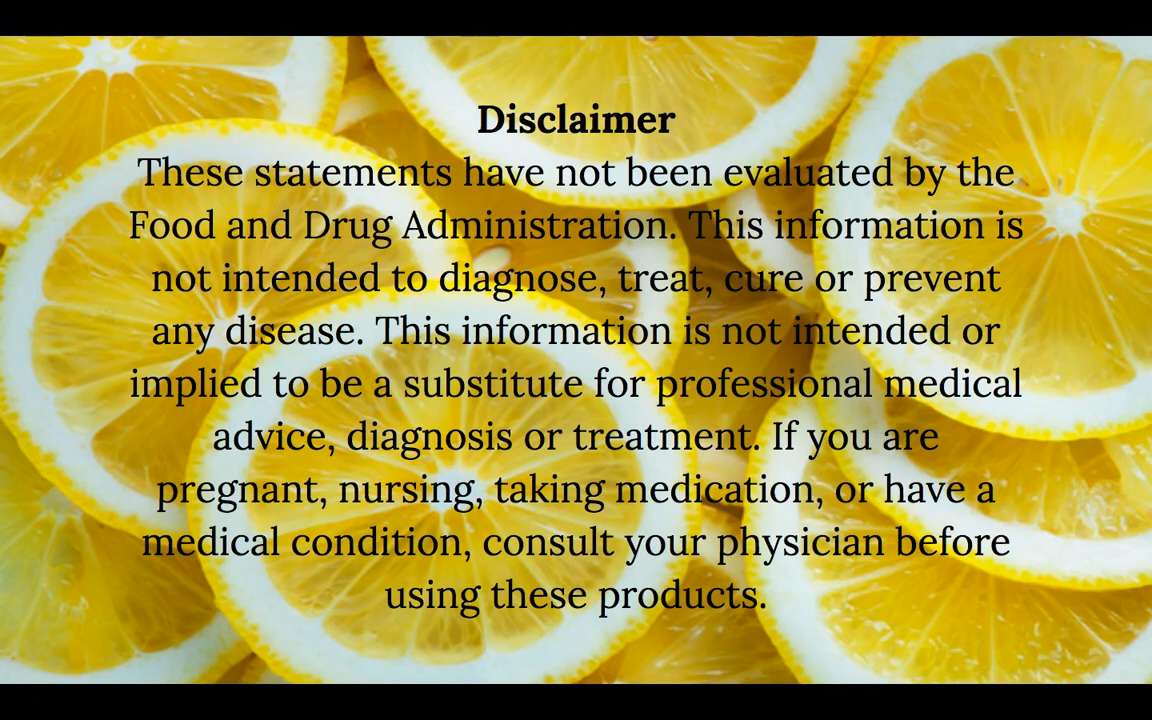 Disclaimer
These statements have not been evaluated by the
Food and Drug Administration. This information is
not intended to diagnose, treat, cure or prevent
any disease. This information is not intended or
implied to be a substitute for professional medical
advice, diagnosis or treatment. If you are
pregnant, nursing, taking medication, or have a
medical condition, consult your physician before
using these products.